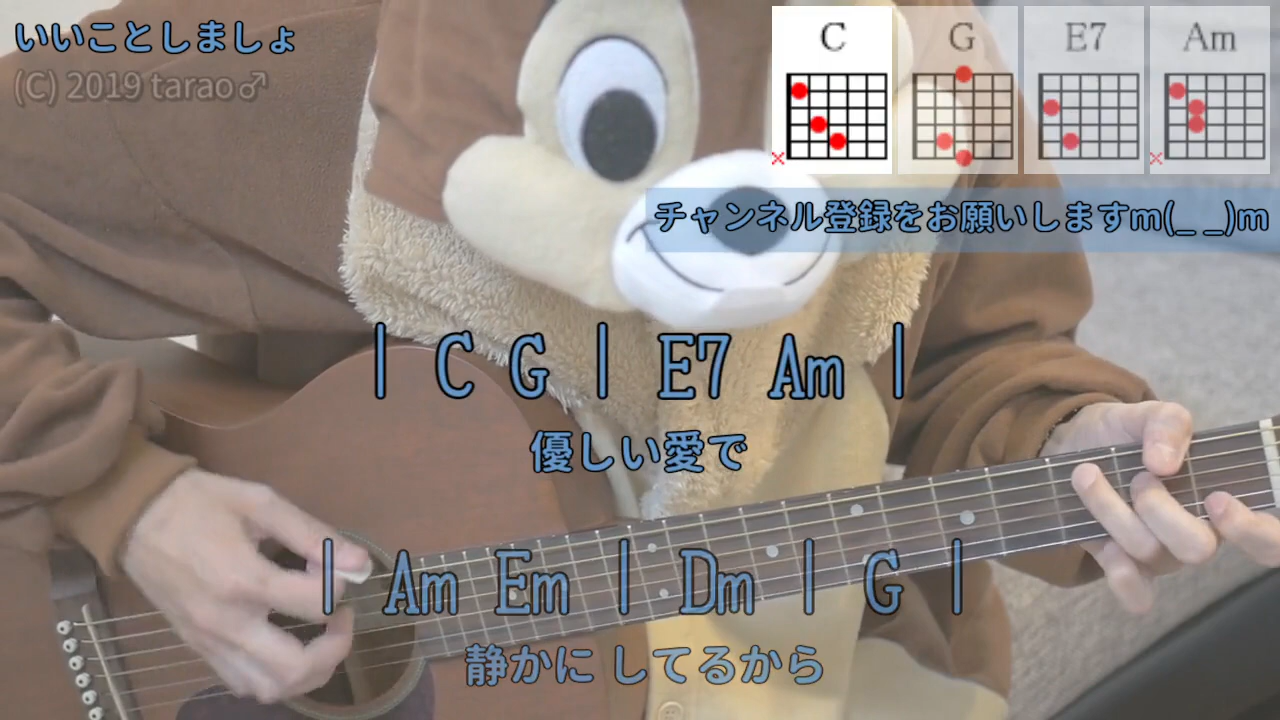 いいことしましょ
(C) 2019 tarao♂
C G E7 Am
チャンネル登録をお願いしますm(_ _)m
| C G | E7 Am |
優しい愛で
| Am Em | Dm | G |
静かに してるから